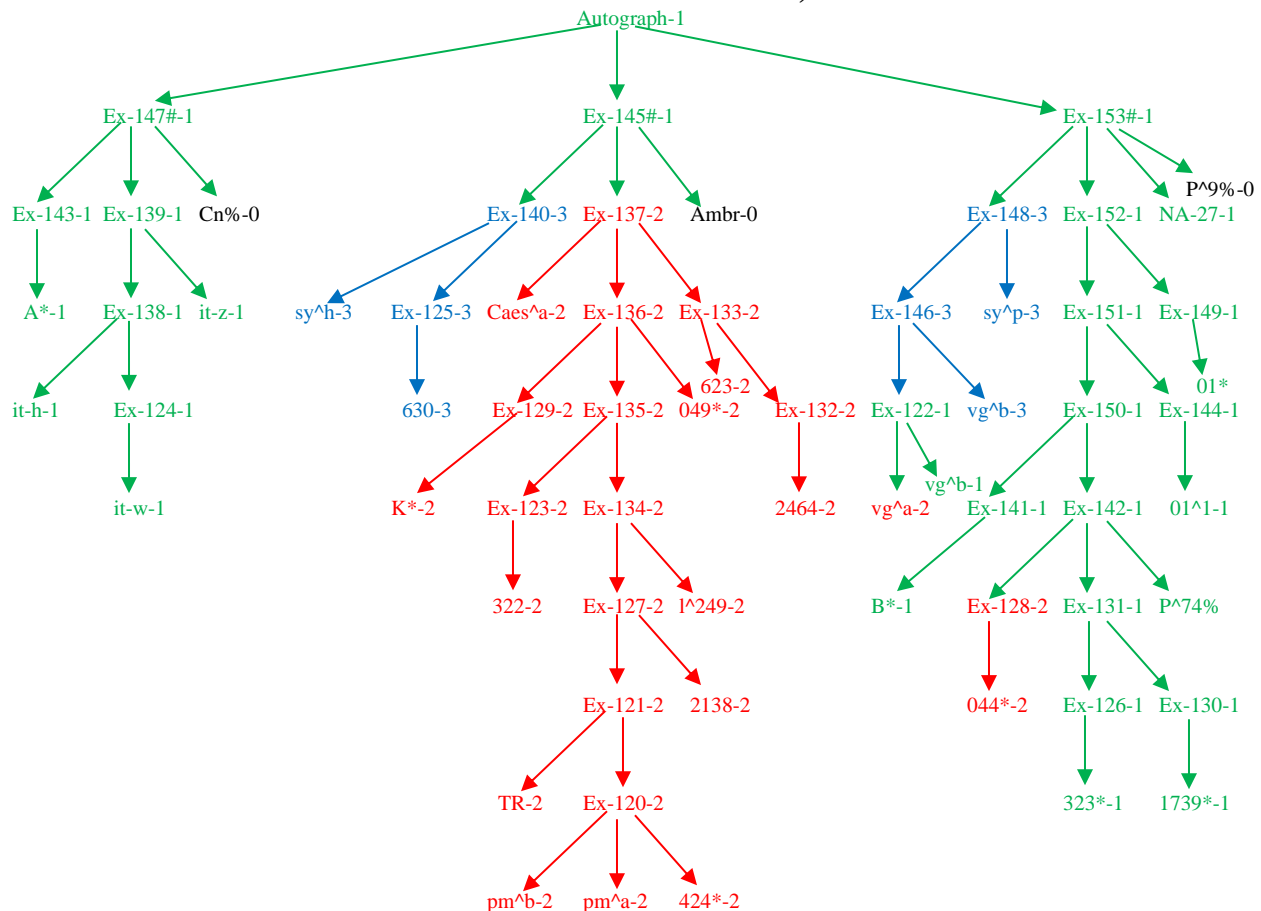 Autograph-1
Ex-147#-1 Ex-145#-1 Ex-153#-1
P^9%-0
Ex-143-1 Ex-139-1 Cn%-0 Ex-140-3 Ex-137-2 Ambr-0 Ex-148-3 Ex-152-1 NA-27-1
A*-1 Ex-138-1 it-z-1 sy^h-3 Ex-125-3 Caes^a-2 Ex-136-2 Ex-133-2 Ex-146-3 sy^p-3 Ex-151-1 Ex-149-1
623-2 01*
it-h-1 Ex-124-1 630-3 Ex-129-2 Ex-135-2 049*-2 Ex-132-2 Ex-122-1 vg^b-3 Ex-150-1 Ex-144-1
vg^b-1
it-w-1 K*-2 Ex-123-2 Ex-134-2 2464-2 vg^a-2 Ex-141-1 Ex-142-1 01^1-1
322-2 Ex-127-2 l^249-2 B*-1 Ex-128-2 Ex-131-1 P^74%
Ex-121-2 2138-2 044*-2 Ex-126-1 Ex-130-1
TR-2 Ex-120-2 323*-1 1739*-1
pm^b-2 pm^a-2 424*-2